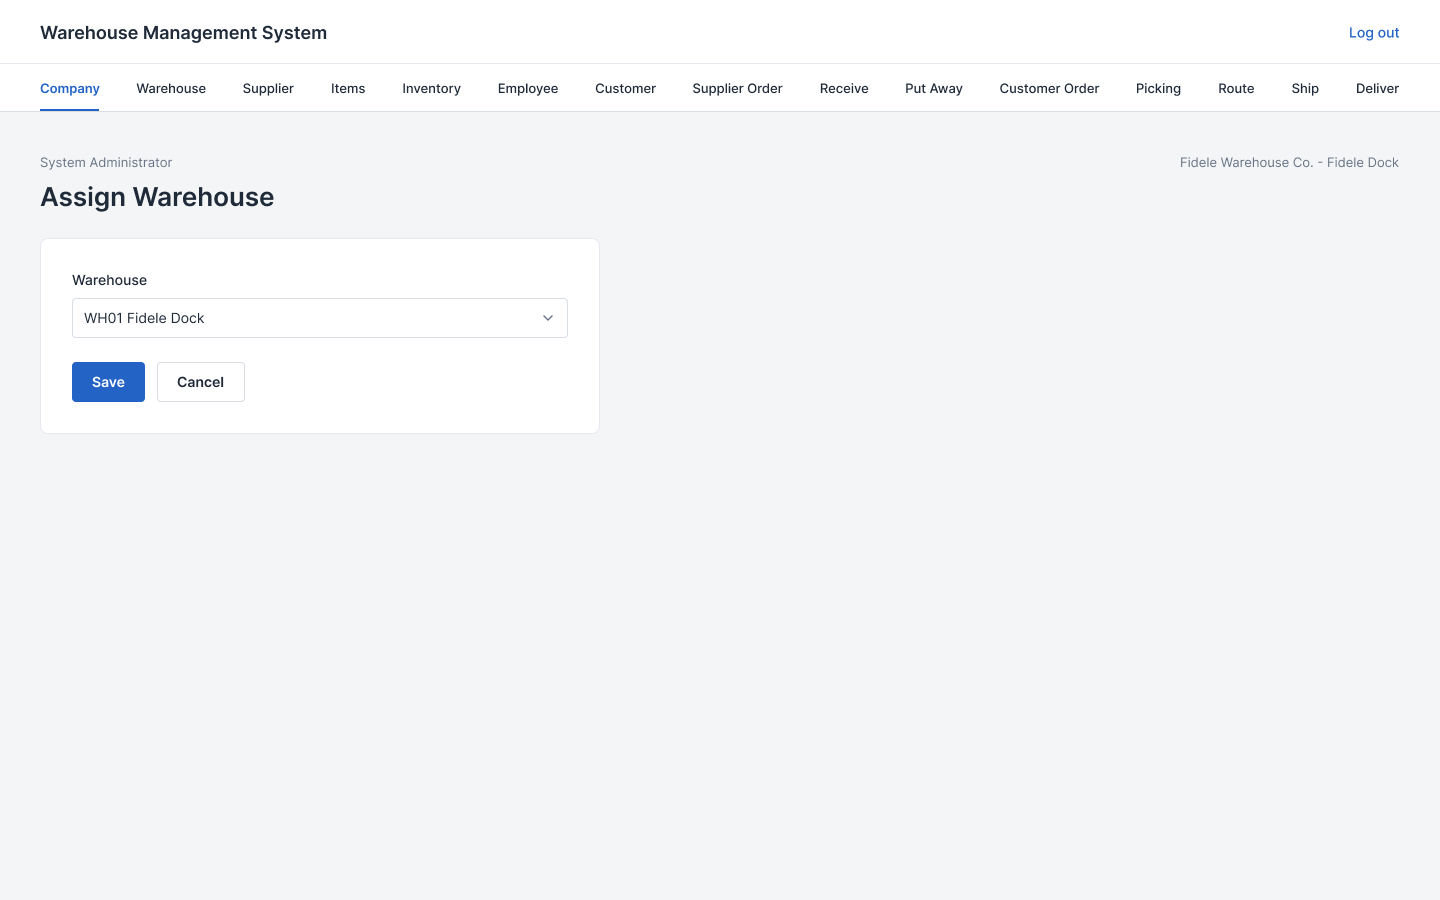 Warehouse Management System
Log out
Company Warehouse Supplier Items Inventory Employee Customer Supplier Order Receive Put Away Customer Order Picking Route Ship Deliver
System Administrator
Fidele Warehouse Co. - Fidele Dock
Assign Warehouse
Warehouse
WH01 Fidele Dock
Save Cancel